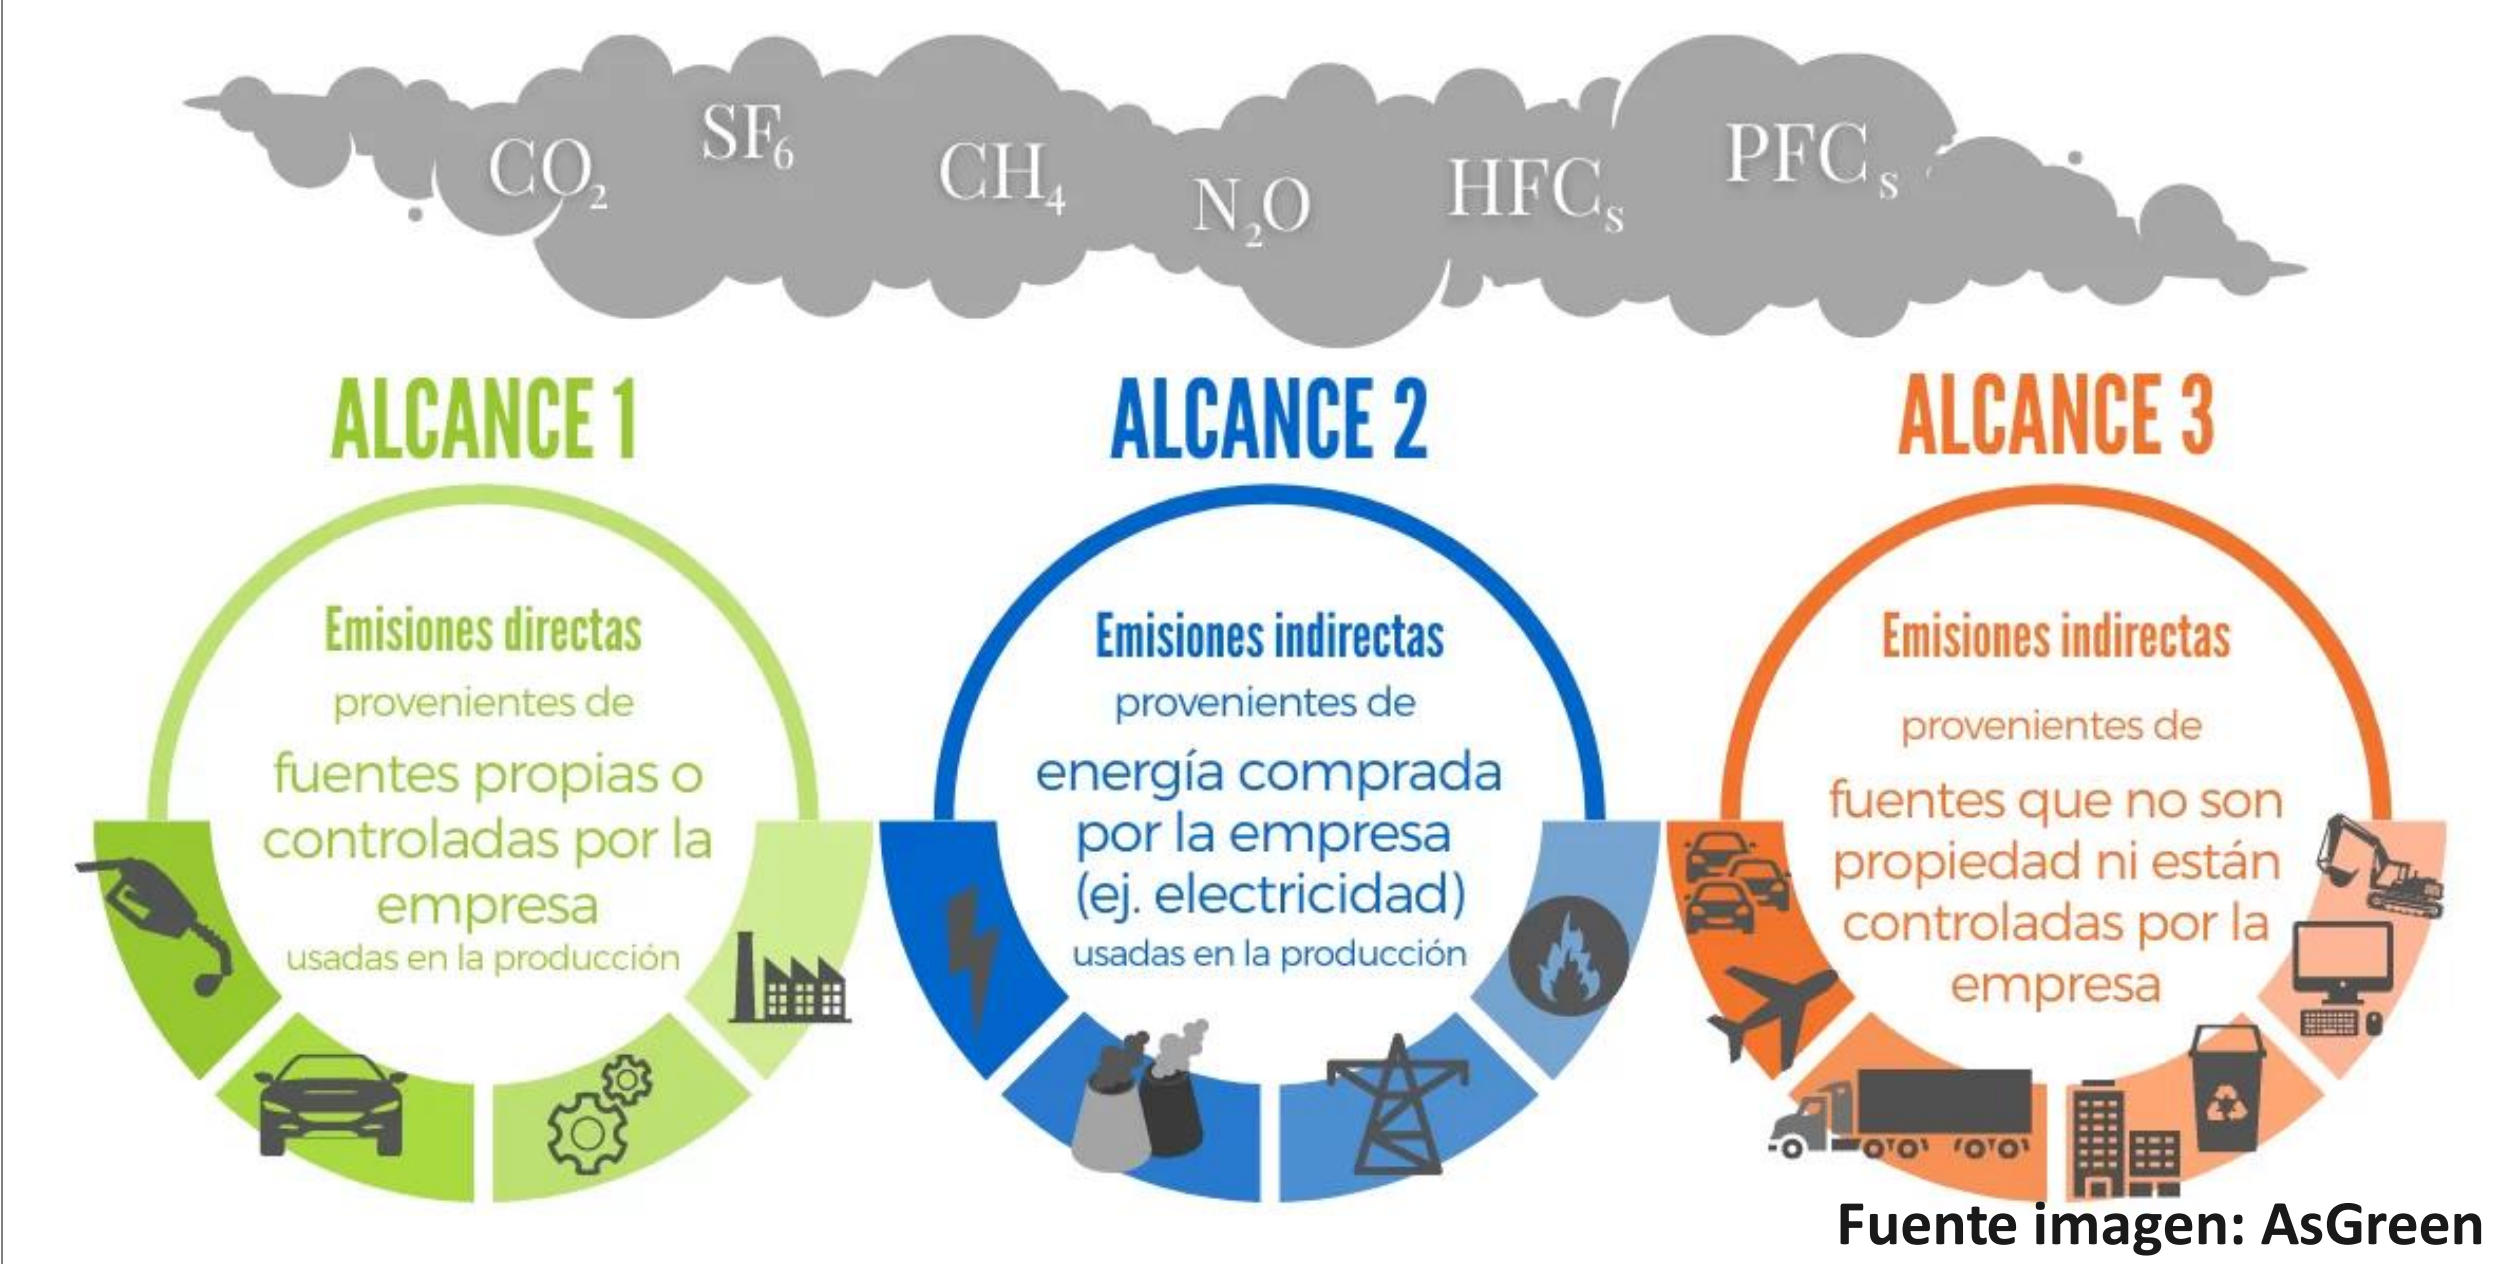 CO₂ SF₆ CH₄ N₂O HFCs PFCs
ALCANCE 1
Emisiones directas
provenientes de
fuentes propias o
controladas por la
empresa
usadas en la producción
ALCANCE 2
Emisiones indirectas
provenientes de
energía comprada
por la empresa
(ej. electricidad)
usadas en la producción
ALCANCE 3
Emisiones indirectas
provenientes de
fuentes que no son
propiedad ni están
controladas por la
empresa
Fuente imagen: AsGreen